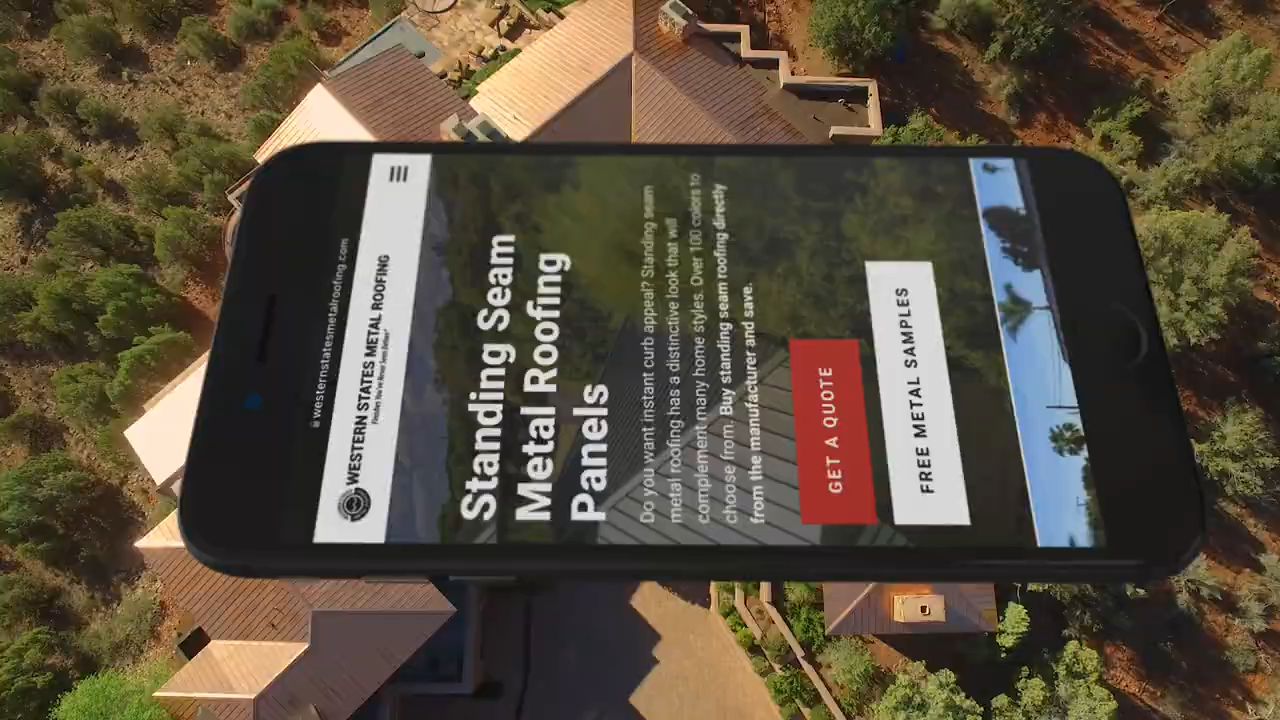 westernstatesmetalroofing.com
WESTERN STATES METAL ROOFING
Standing Seam
Metal Roofing
Panels
Do you want instant curb appeal? Standing seam
metal roofing has a distinctive look that will
complement many home styles. Over 100 colors to
choose from. Buy standing seam roofing directly
from the manufacturer and save.
GET A QUOTE
FREE METAL SAMPLES